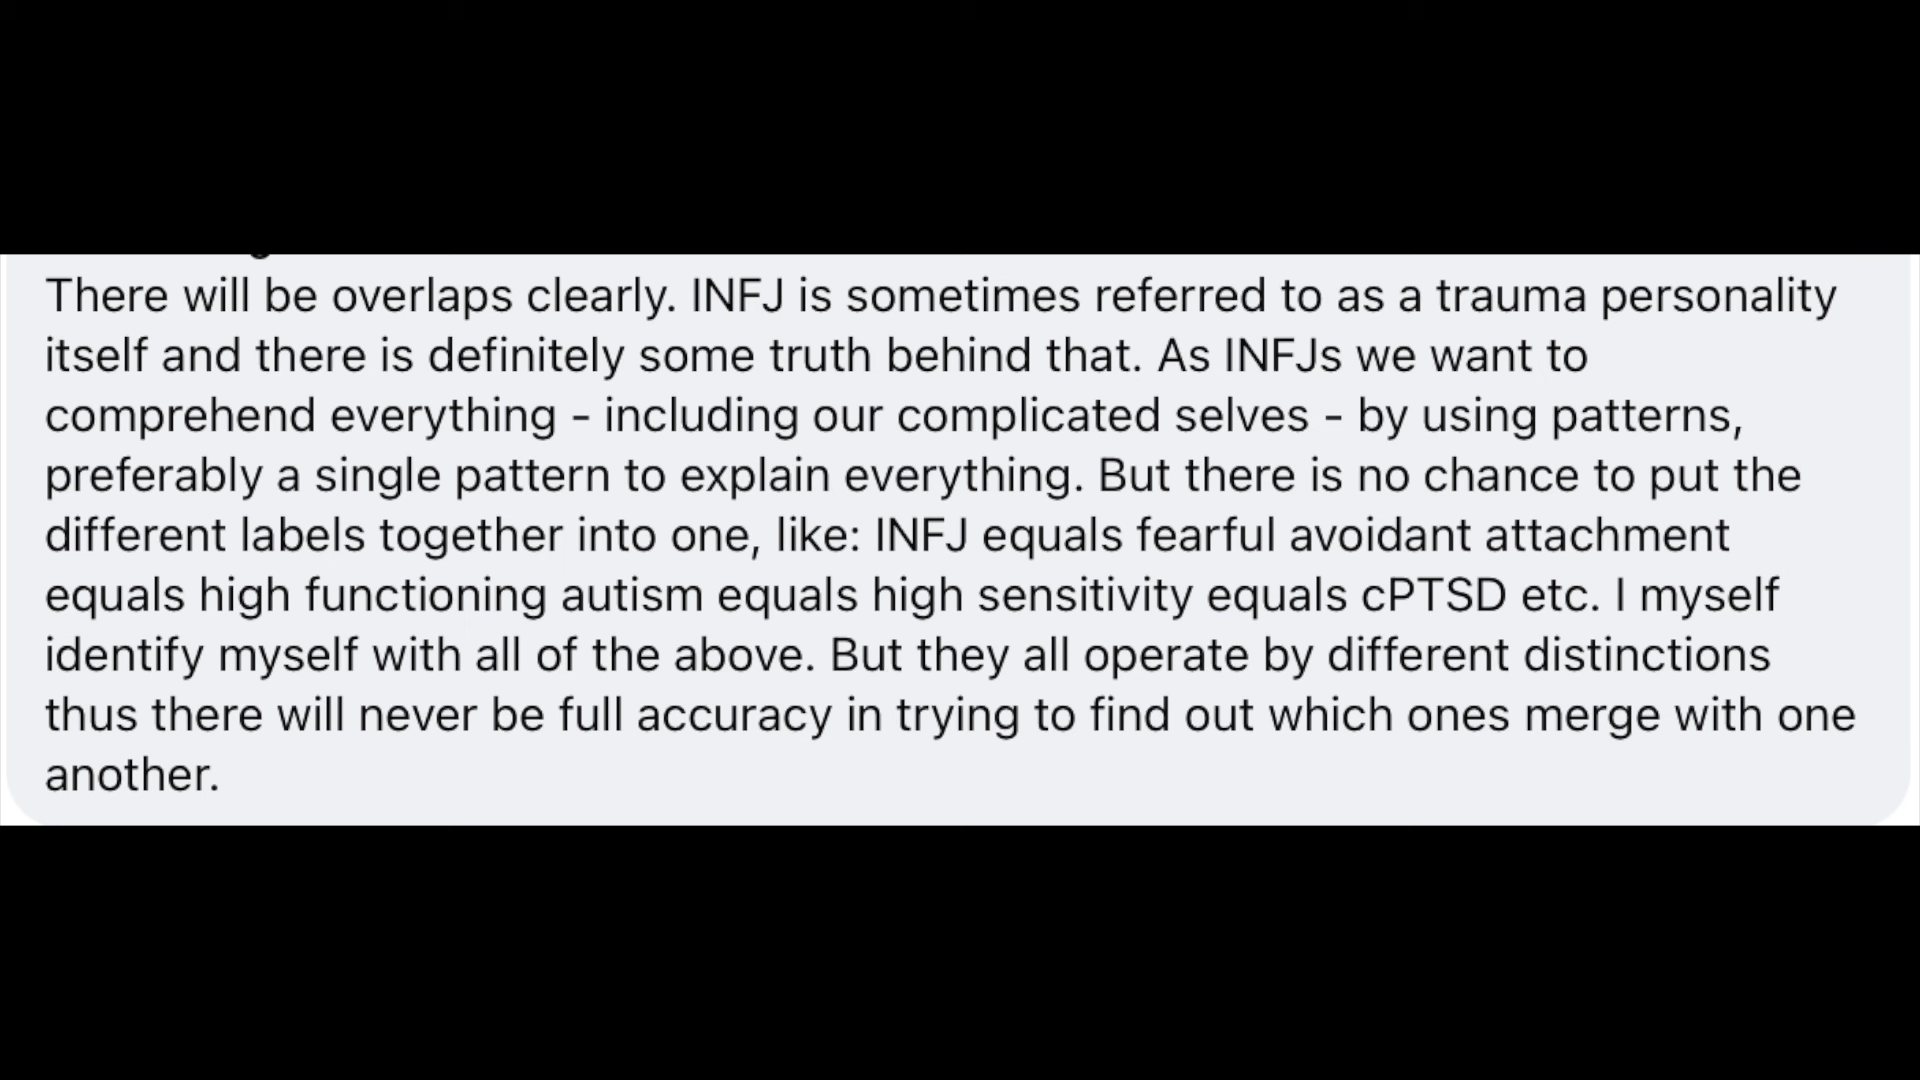 There will be overlaps clearly. INFJ is sometimes referred to as a trauma personality
itself and there is definitely some truth behind that. As INFJs we want to
comprehend everything - including our complicated selves - by using patterns,
preferably a single pattern to explain everything. But there is no chance to put the
different labels together into one, like: INFJ equals fearful avoidant attachment
equals high functioning autism equals high sensitivity equals cPTSD etc. I myself
identify myself with all of the above. But they all operate by different distinctions
thus there will never be full accuracy in trying to find out which ones merge with one
another.